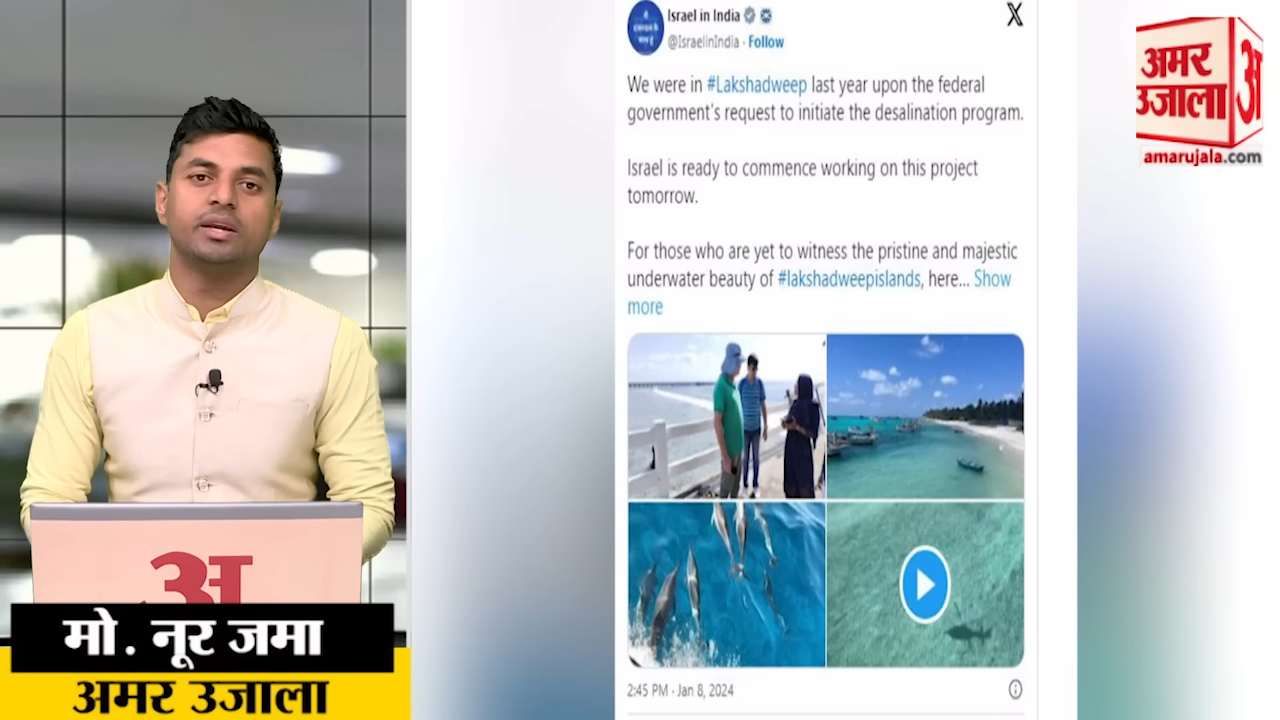 Israel in India
@IsraelinIndia · Follow
We were in #Lakshadweep last year upon the federal
government's request to initiate the desalination program.
Israel is ready to commence working on this project
tomorrow.
For those who are yet to witness the pristine and majestic
underwater beauty of #lakshadweepislands, here... Show
more
2:45 PM · Jan 8, 2024
अमर
उजाला
अ
amarujala.com
अ
मो. नूर जमा
अमर उजाला